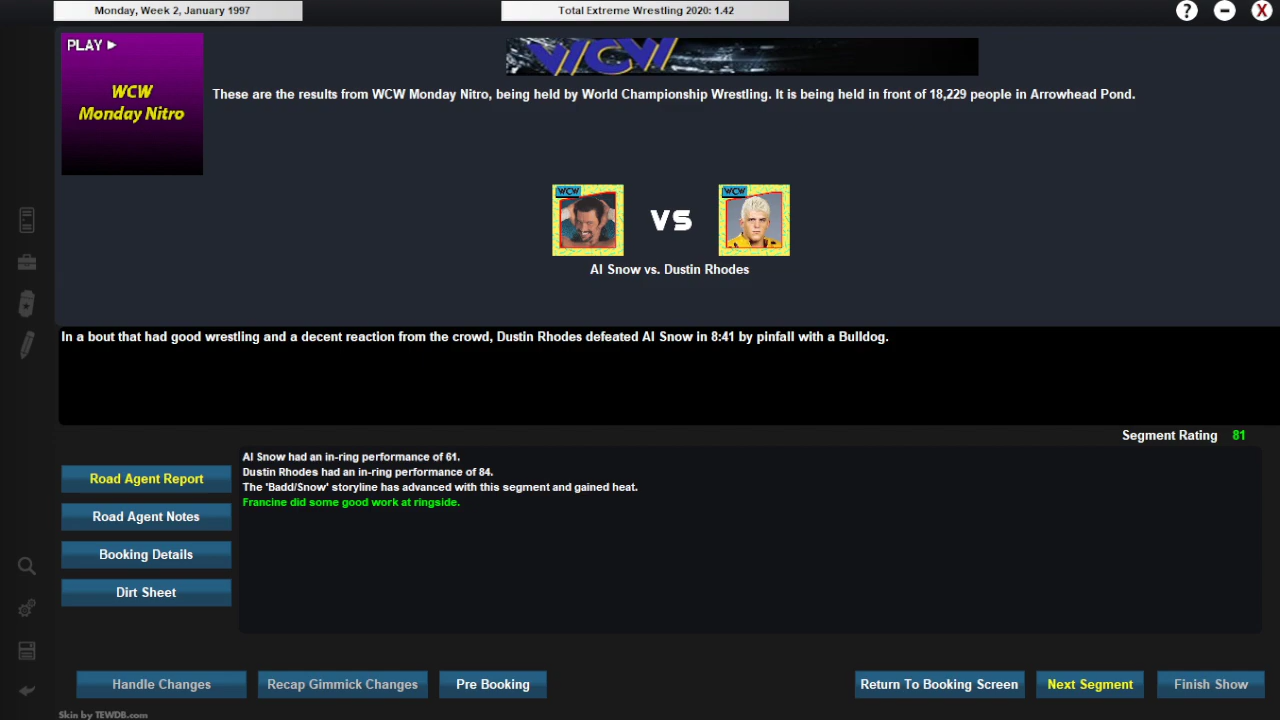 Monday, Week 2, January 1997
Total Extreme Wrestling 2020: 1.42
?
X
PLAY
WCW
Monday Nitro
WCW
These are the results from WCW Monday Nitro, being held by World Championship Wrestling. It is being held in front of 18,229 people in Arrowhead Pond.
WCW
VS
WCW
Al Snow vs. Dustin Rhodes
In a bout that had good wrestling and a decent reaction from the crowd, Dustin Rhodes defeated Al Snow in 8:41 by pinfall with a Bulldog.
Segment Rating 81
Al Snow had an in-ring performance of 61.
Dustin Rhodes had an in-ring performance of 84.
The 'Badd/Snow' storyline has advanced with this segment and gained heat.
Francine did some good work at ringside.
Road Agent Report
Road Agent Notes
Booking Details
Dirt Sheet
Handle Changes
Recap Gimmick Changes
Pre Booking
Return To Booking Screen
Next Segment
Finish Show
Skin by TEWDB.com